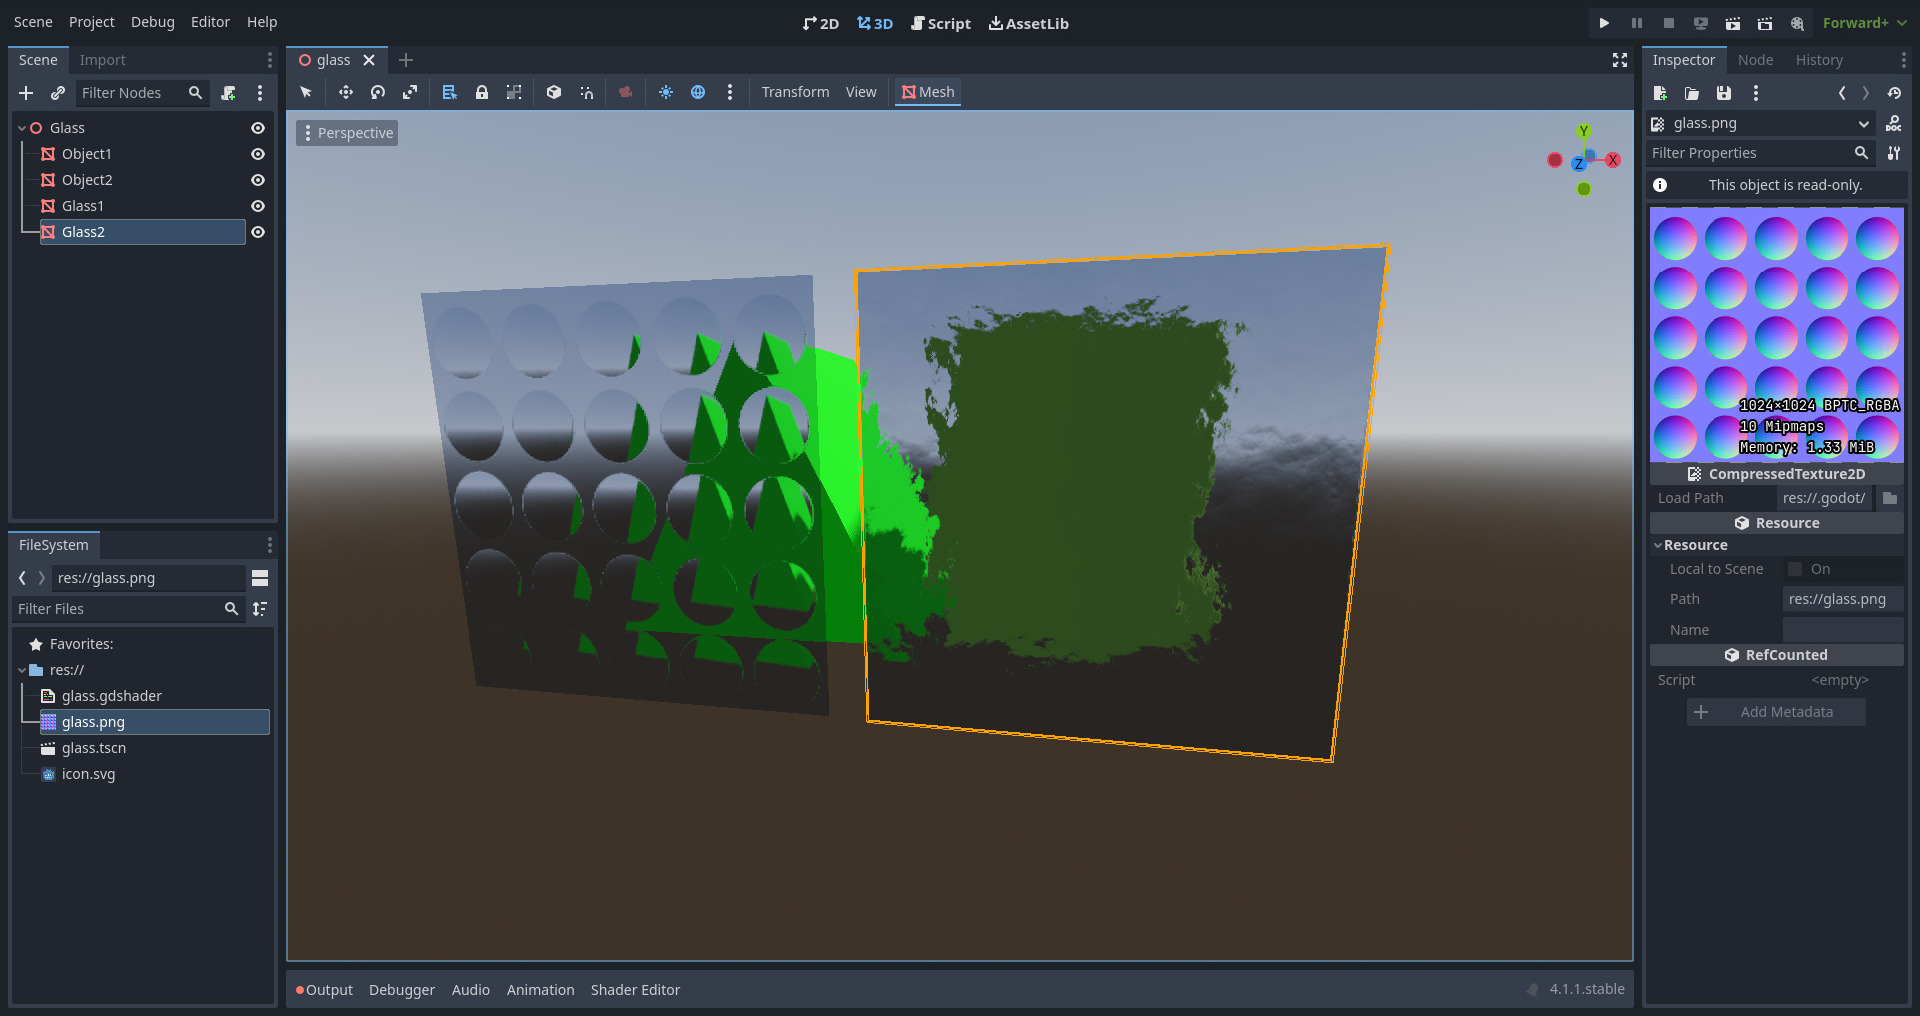 Scene Project Debug Editor Help
2D 3D Script AssetLib
Forward+
Scene Import
Filter Nodes
Glass
Object1
Object2
Glass1
Glass2
FileSystem
res://glass.png
Filter Files
Favorites:
res://
glass.gdshader
glass.png
glass.tscn
icon.svg
glass
Transform View Mesh
Perspective
Y
Z X
Output Debugger Audio Animation Shader Editor
4.1.1.stable
Inspector Node History
glass.png
DOC
Filter Properties
This object is read-only.
1024×1024 BPTC_RGBA
10 Mipmaps
Memory: 1.33 MiB
CompressedTexture2D
Load Path res://.godot/
Resource
Resource
Local to Scene On
Path res://glass.png
Name
RefCounted
Script <empty>
Add Metadata